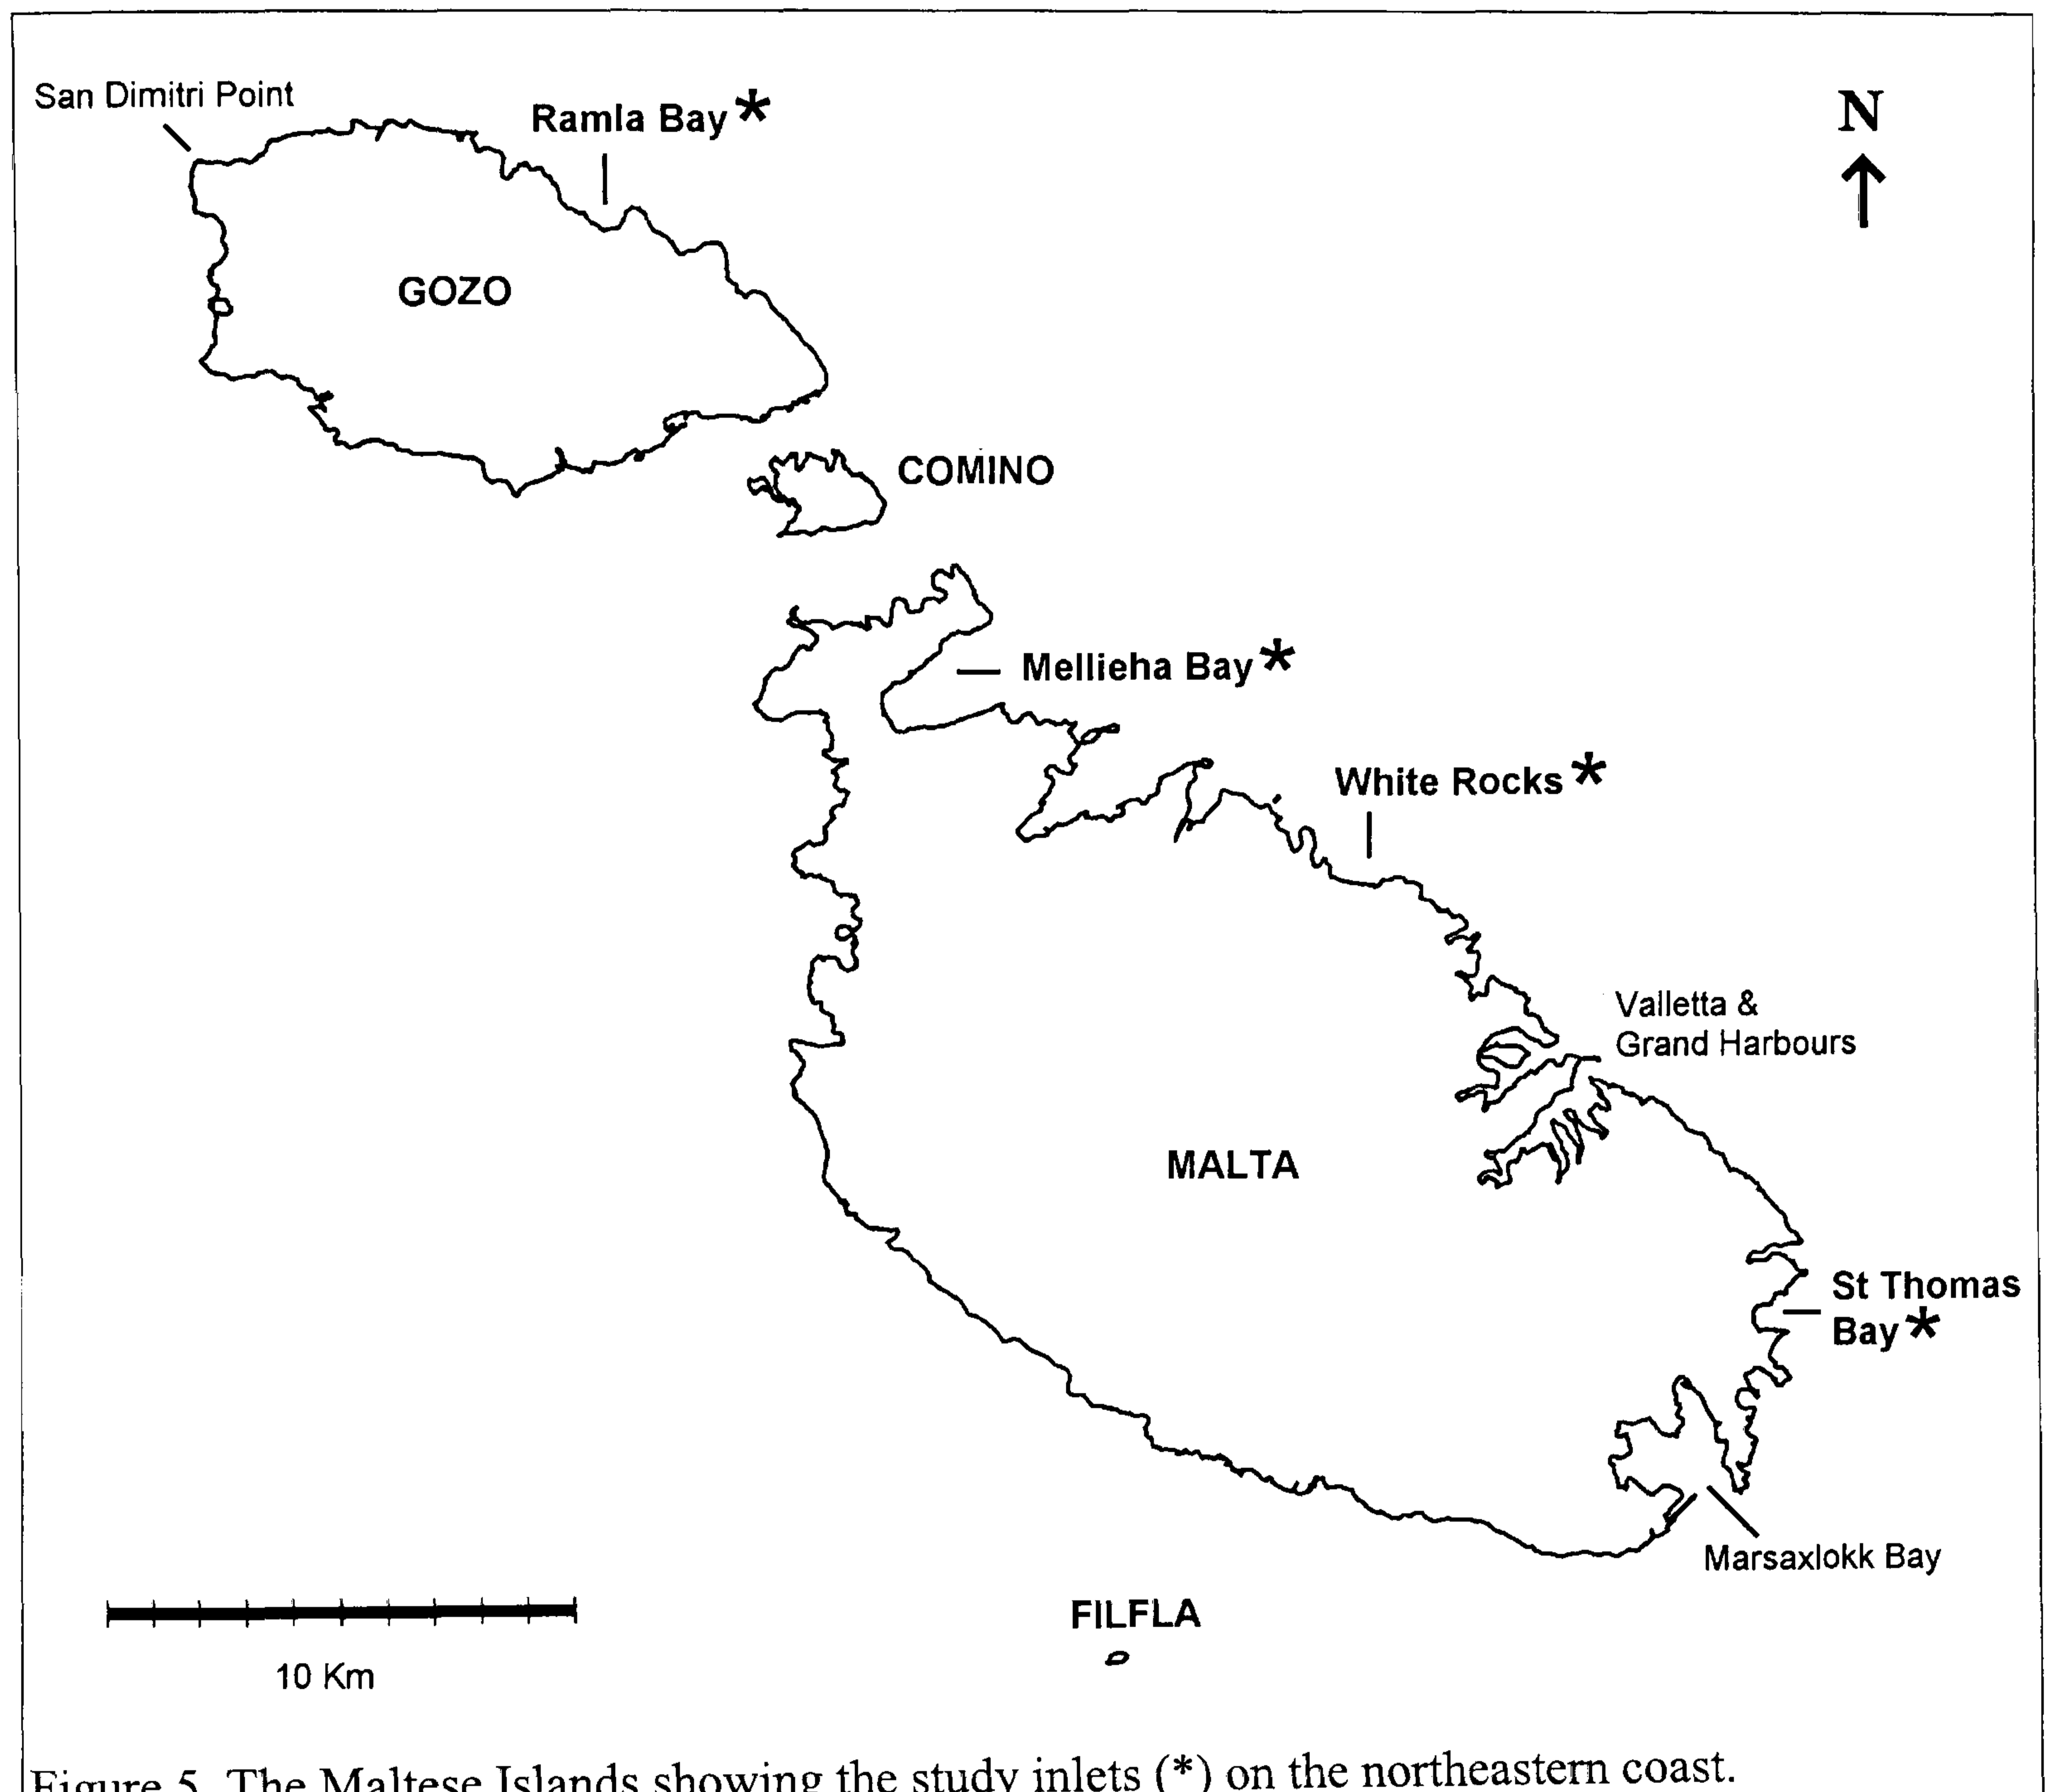 San Dimitri Point
Ramla Bay *
N
GOZO
COMINO
Mellieha Bay *
White Rocks *
Valletta &
Grand Harbours
MALTA
St Thomas
Bay *
Marsaxlokk Bay
FILFLA
10 Km
Figure 5. The Maltese Islands showing the study inlets (*) on the northeastern coast.